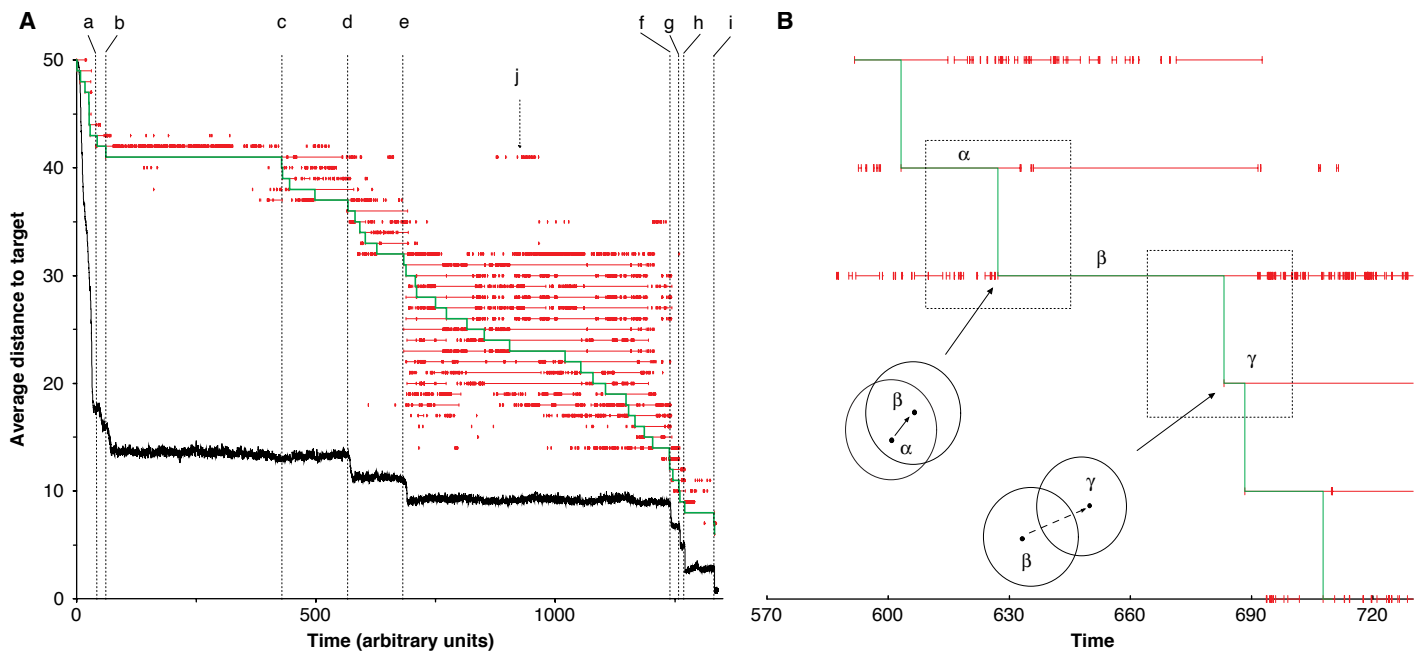 A
a b c d e f g h i
j
50
40
30
20
10
0
Average distance to target
0 500 1000
Time (arbitrary units)
B
α
β
γ
β
α
γ
β
570 600 630 660 690 720
Time